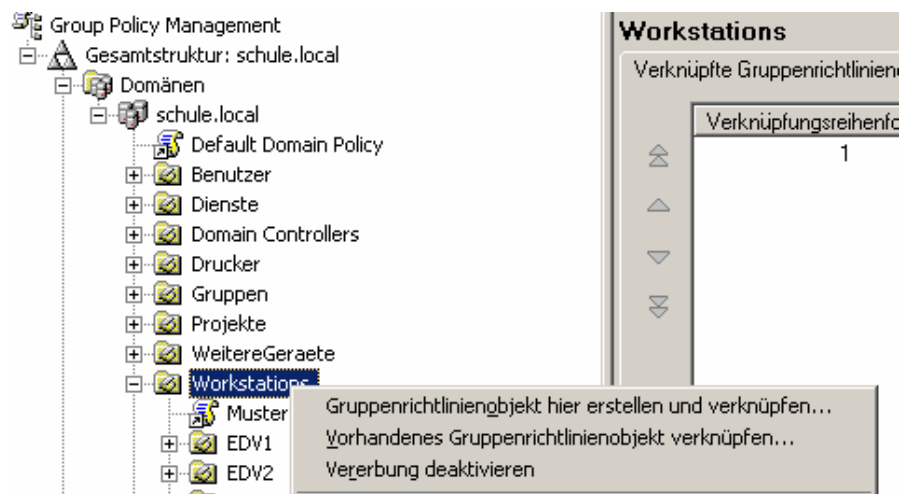 Group Policy Management
Gesamtstruktur: schule.local
Domänen
schule.local
Default Domain Policy
Benutzer
Dienste
Domain Controllers
Drucker
Gruppen
Projekte
WeitereGeraete
Workstations
Muster
EDV1
EDV2
Workstations
Verknüpfte Gruppenrichtlinien
Verknüpfungsreihenfo
1
Gruppenrichtlinienobjekt hier erstellen und verknüpfen...
Vorhandenes Gruppenrichtlinienobjekt verknüpfen...
Vererbung deaktivieren